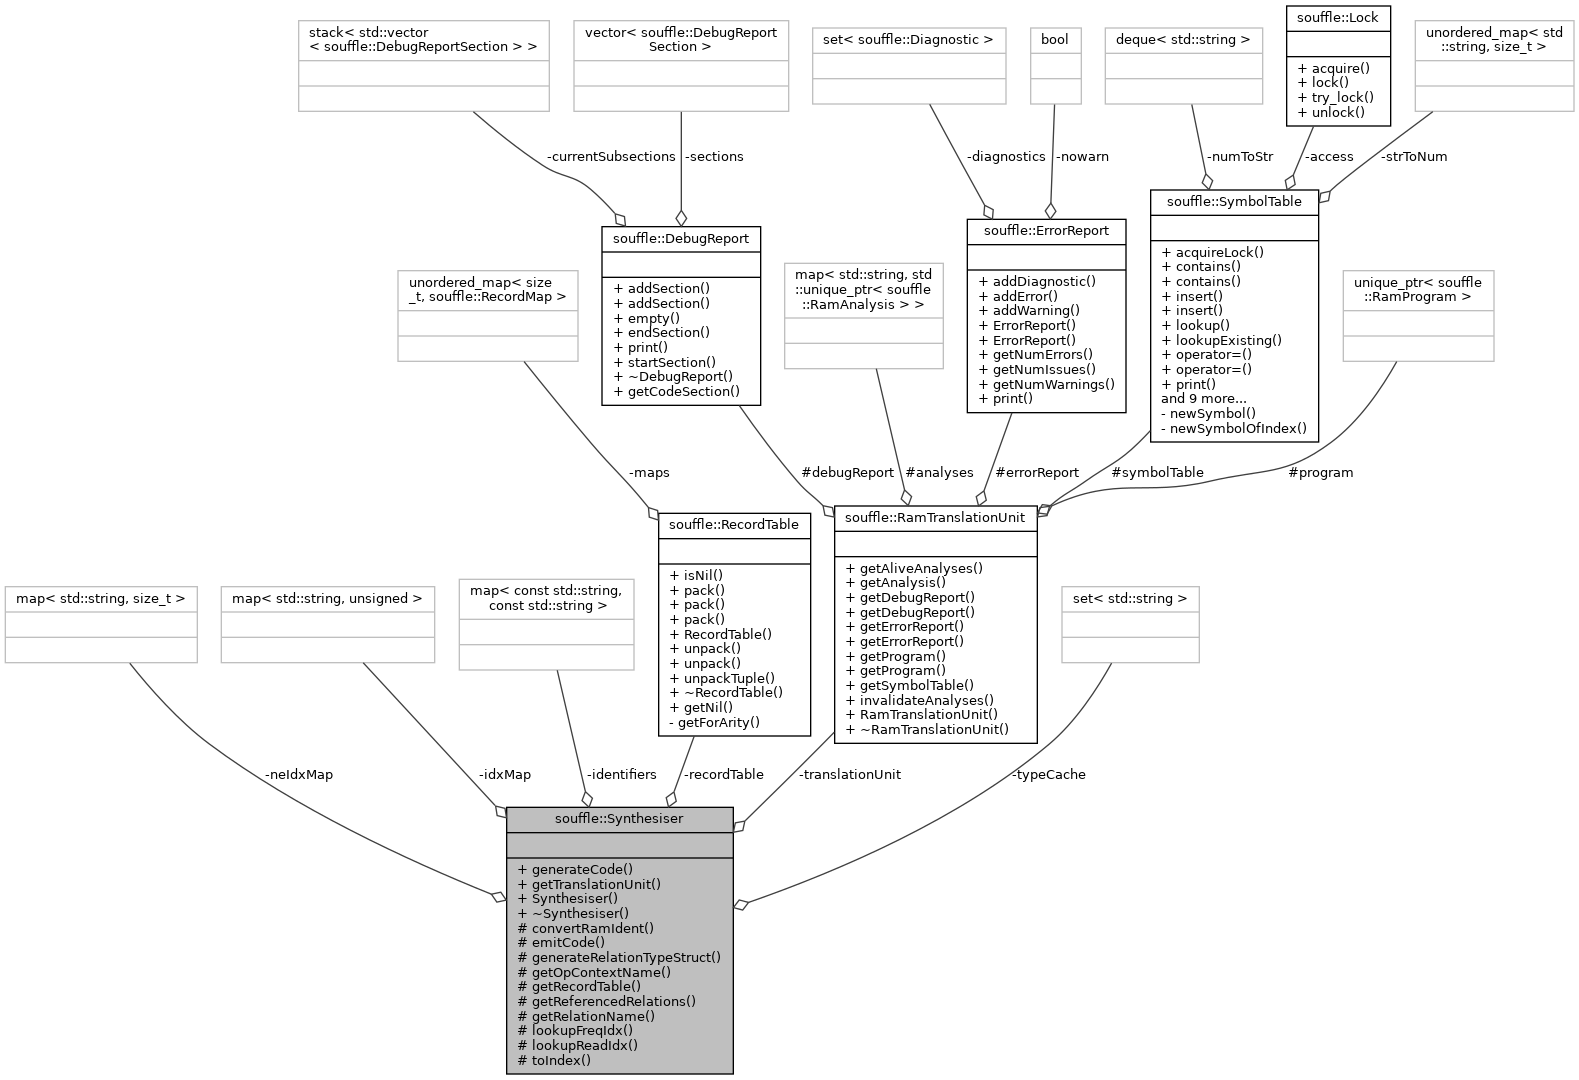 stack< std::vector
< souffle::DebugReportSection > >
vector< souffle::DebugReport
Section >
set< souffle::Diagnostic >
bool
deque< std::string >
souffle::Lock
+ acquire()
+ lock()
+ try_lock()
+ unlock()
unordered_map< std
::string, size_t >
-currentSubsections
-sections
-diagnostics
-nowarn
-numToStr
-access
-strToNum
unordered_map< size
_t, souffle::RecordMap >
souffle::DebugReport
+ addSection()
+ addSection()
+ empty()
+ endSection()
+ print()
+ startSection()
+ ~DebugReport()
+ getCodeSection()
map< std::string, std
::unique_ptr< souffle
::RamAnalysis > >
souffle::ErrorReport
+ addDiagnostic()
+ addError()
+ addWarning()
+ ErrorReport()
+ ErrorReport()
+ getNumErrors()
+ getNumIssues()
+ getNumWarnings()
+ print()
souffle::SymbolTable
+ acquireLock()
+ contains()
+ contains()
+ insert()
+ insert()
+ lookup()
+ lookupExisting()
+ operator=()
+ operator=()
+ print()
and 9 more...
- newSymbol()
- newSymbolOfIndex()
unique_ptr< souffle
::RamProgram >
-maps
#debugReport
#analyses
#errorReport
#symbolTable
#program
map< std::string, size_t >
map< std::string, unsigned >
map< const std::string,
const std::string >
souffle::RecordTable
+ isNil()
+ pack()
+ pack()
+ pack()
+ RecordTable()
+ unpack()
+ unpack()
+ unpackTuple()
+ ~RecordTable()
+ getNil()
- getForArity()
souffle::RamTranslationUnit
+ getAliveAnalyses()
+ getAnalysis()
+ getDebugReport()
+ getDebugReport()
+ getErrorReport()
+ getErrorReport()
+ getProgram()
+ getProgram()
+ getSymbolTable()
+ invalidateAnalyses()
+ RamTranslationUnit()
+ ~RamTranslationUnit()
set< std::string >
-neIdxMap
-idxMap
-identifiers
-recordTable
-translationUnit
-typeCache
souffle::Synthesiser
+ generateCode()
+ getTranslationUnit()
+ Synthesiser()
+ ~Synthesiser()
# convertRamIdent()
# emitCode()
# generateRelationTypeStruct()
# getOpContextName()
# getRecordTable()
# getReferencedRelations()
# getRelationName()
# lookupFreqIdx()
# lookupReadIdx()
# toIndex()